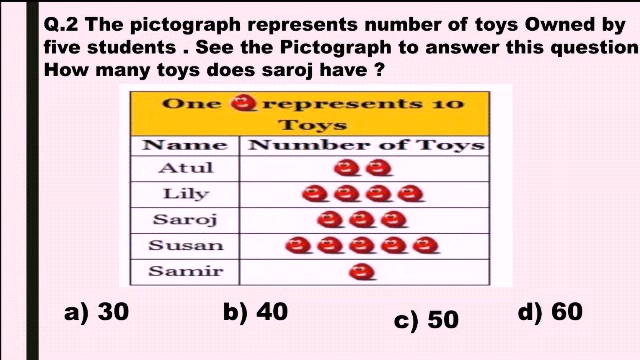 Q.2 The pictograph represents number of toys Owned by
five students . See the Pictograph to answer this question
How many toys does saroj have ?
One represents 10
Toys
Name Number of Toys
Atul
Lily
Saroj
Susan
Samir
a) 30 b) 40 c) 50 d) 60